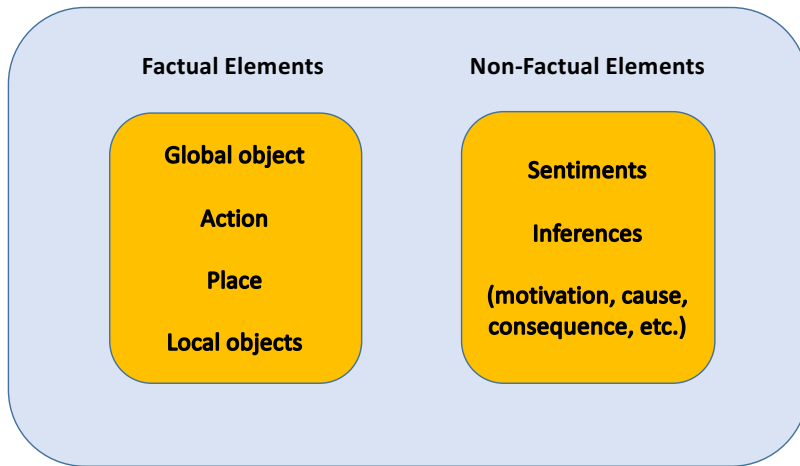 Factual Elements
Non-Factual Elements
Global object
Action
Place
Local objects
Sentiments
Inferences
(motivation, cause,
consequence, etc.)